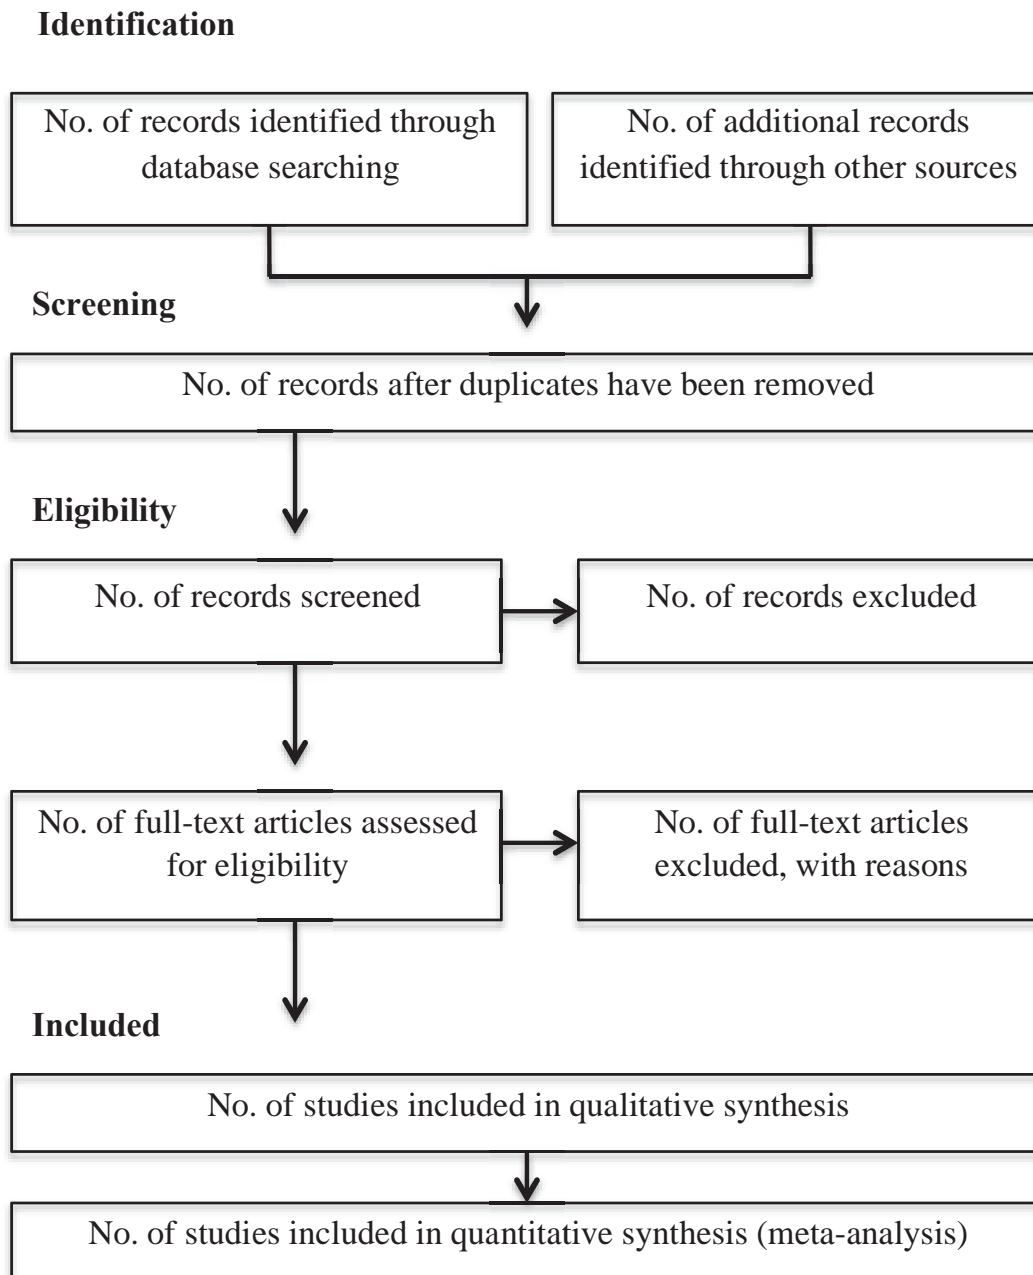 Identification
No. of records identified through
database searching
No. of additional records
identified through other sources
Screening
No. of records after duplicates have been removed
Eligibility
No. of records screened
No. of records excluded
No. of full-text articles assessed
for eligibility
No. of full-text articles
excluded, with reasons
Included
No. of studies included in qualitative synthesis
No. of studies included in quantitative synthesis (meta-analysis)